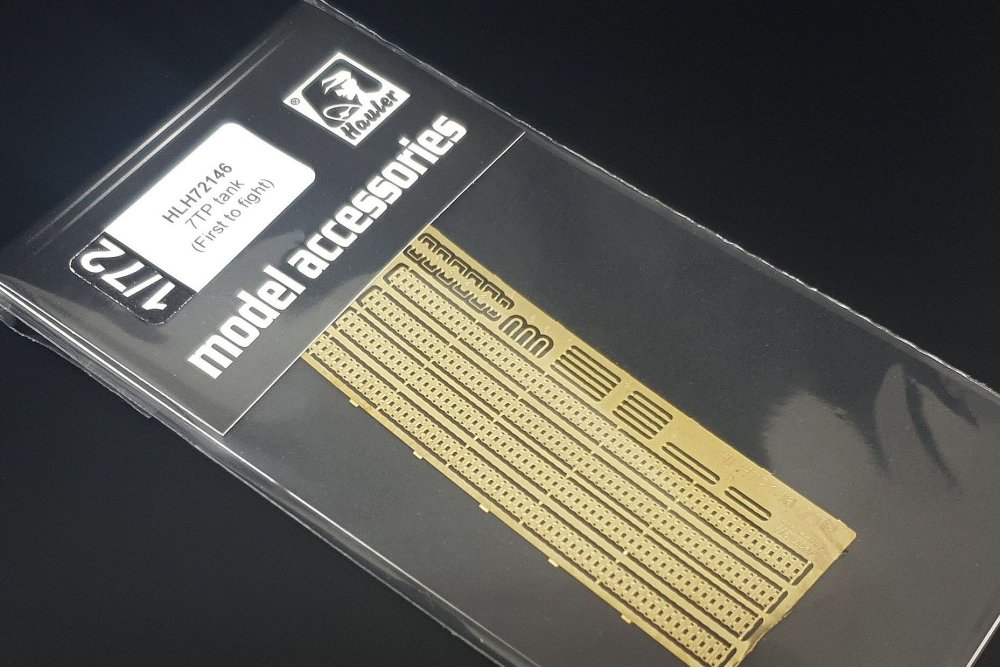 ®
Hauler
HLH72146
7TP tank
(First to fight)
1/72
model accessories